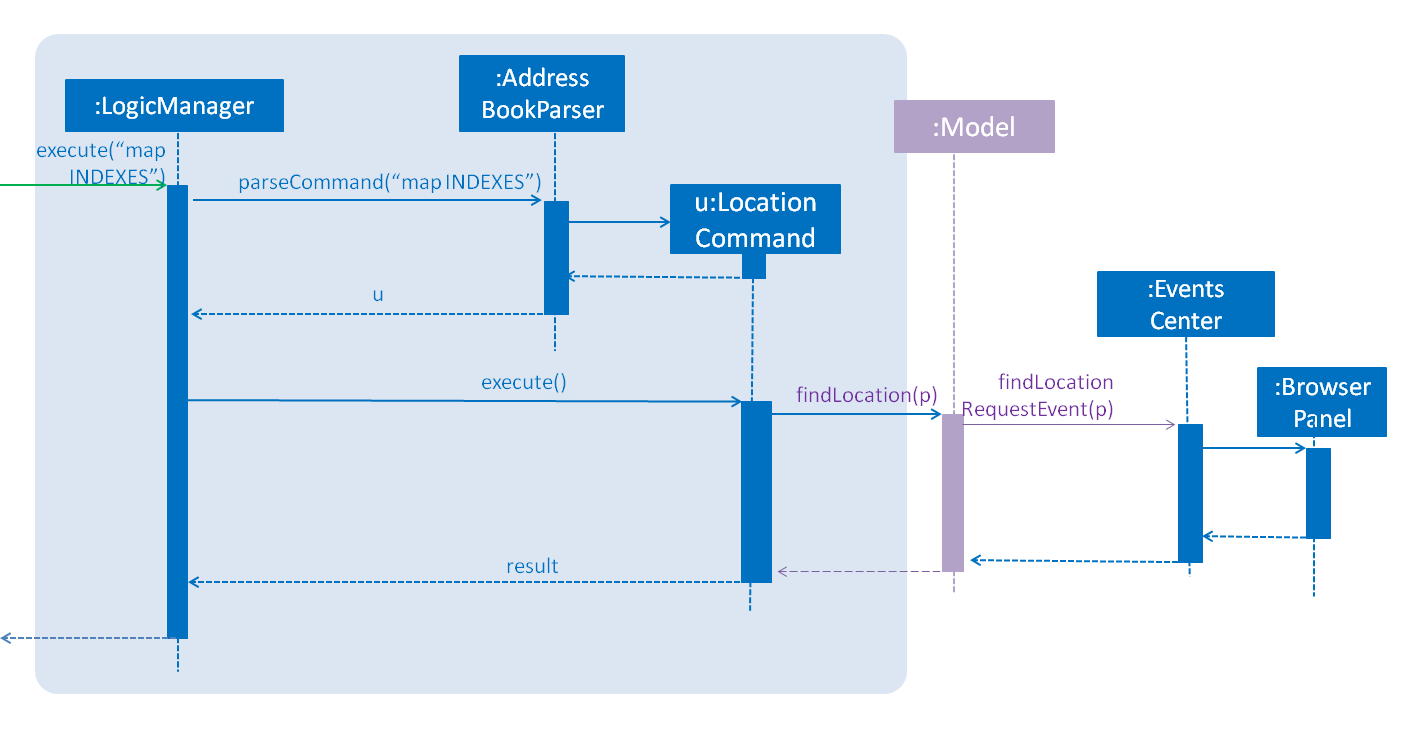 :Address
BookParser
:LogicManager
:Model
execute(“map
INDEXES”)
parseCommand(“map INDEXES”)
u:Location
Command
u
:Events
Center
execute()
findLocation(p)
findLocation
RequestEvent(p)
:Browser
Panel
result